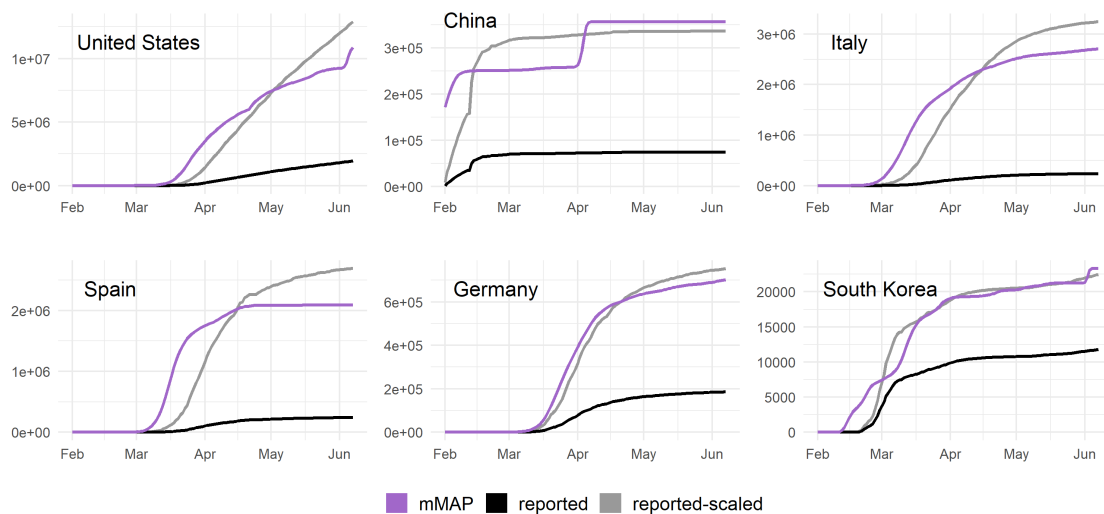 United States
1e+07
5e+06
0e+00
Feb Mar Apr May Jun
China
3e+05
2e+05
1e+05
0e+00
Feb Mar Apr May Jun
Italy
3e+06
2e+06
1e+06
0e+00
Feb Mar Apr May Jun
Spain
2e+06
1e+06
0e+00
Feb Mar Apr May Jun
Germany
6e+05
4e+05
2e+05
0e+00
Feb Mar Apr May Jun
South Korea
20000
15000
10000
5000
0
Feb Mar Apr May Jun
mMAP reported reported-scaled